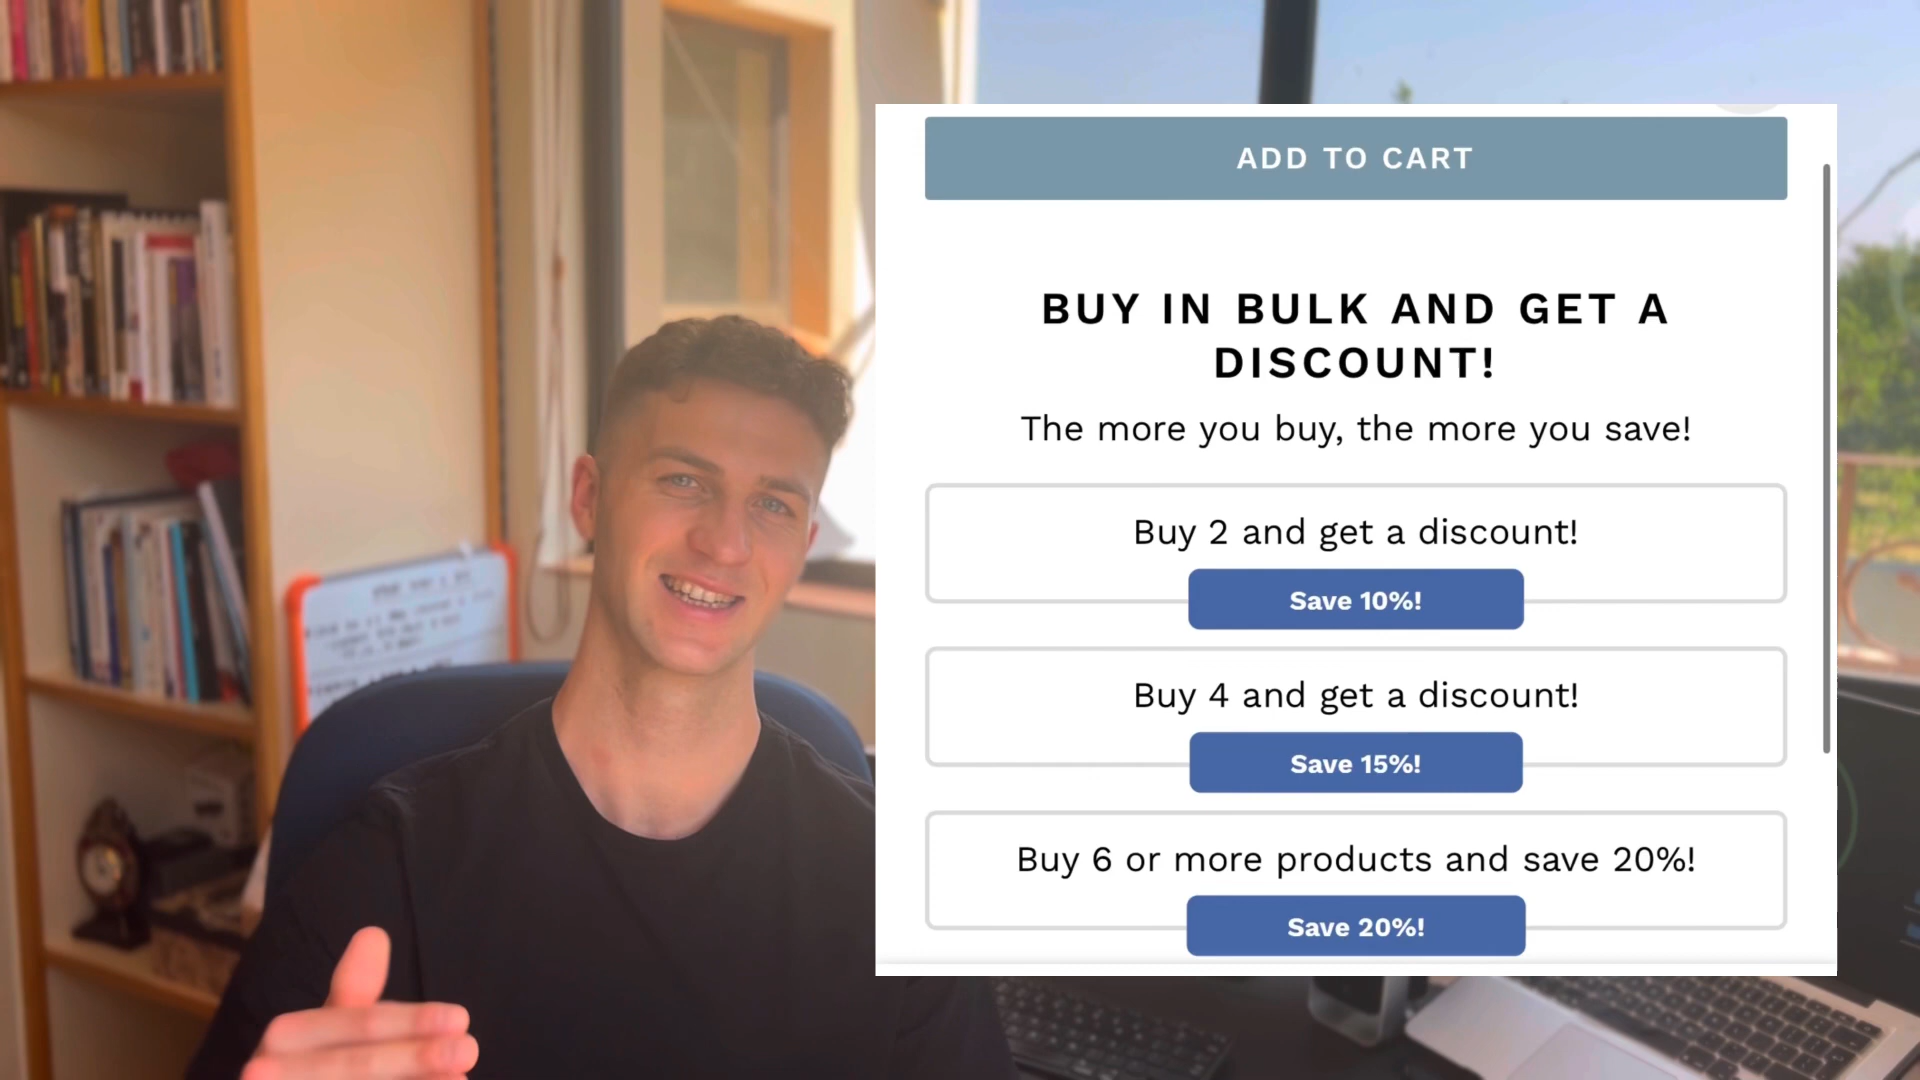 ADD TO CART
BUY IN BULK AND GET A
DISCOUNT!
The more you buy, the more you save!
Buy 2 and get a discount!
Save 10%!
Buy 4 and get a discount!
Save 15%!
Buy 6 or more products and save 20%!
Save 20%!